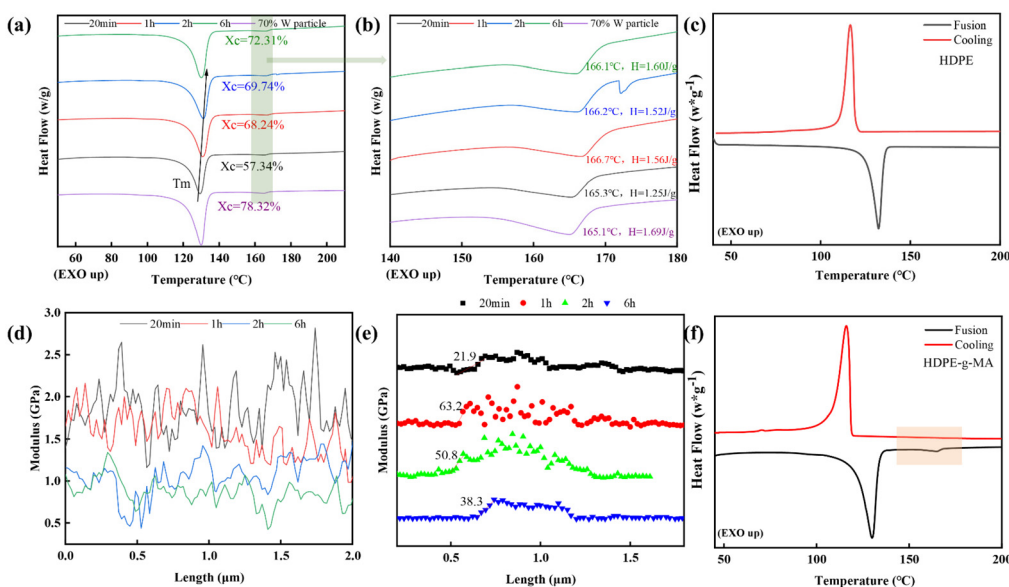 (a)
20min 1h 2h 6h 70% W particle
Xc=72.31%
Xc=69.74%
Xc=68.24%
Xc=57.34%
Tm
Xc=78.32%
Heat Flow (w/g)
60 80 100 120 140 160 180 200
Temperature (℃)
(EXO up)
(b)
20min 1h 2h 6h 70% W particle
166.1℃, H=1.60J/g
166.2℃, H=1.52J/g
166.7℃, H=1.56J/g
165.3℃, H=1.25J/g
165.1℃, H=1.69J/g
Heat Flow (w/g)
140 150 160 170 180
Temperature (℃)
(EXO up)
(c)
Fusion
Cooling
HDPE
Heat Flow (w*g⁻¹)
(EXO up)
50 100 150 200
Temperature (℃)
(d)
20min 1h 2h 6h
Modulus (GPa)
3.0
2.5
2.0
1.5
1.0
0.5
0.0 0.5 1.0 1.5 2.0
Length (μm)
20min 1h 2h 6h
(e)
21.9
63.2
50.8
38.3
Modulus (GPa)
0.5 1.0 1.5
Length (μm)
(f)
Fusion
Cooling
HDPE-g-MA
Heat Flow (w*g⁻¹)
(EXO up)
50 100 150 200
Temperature (℃)